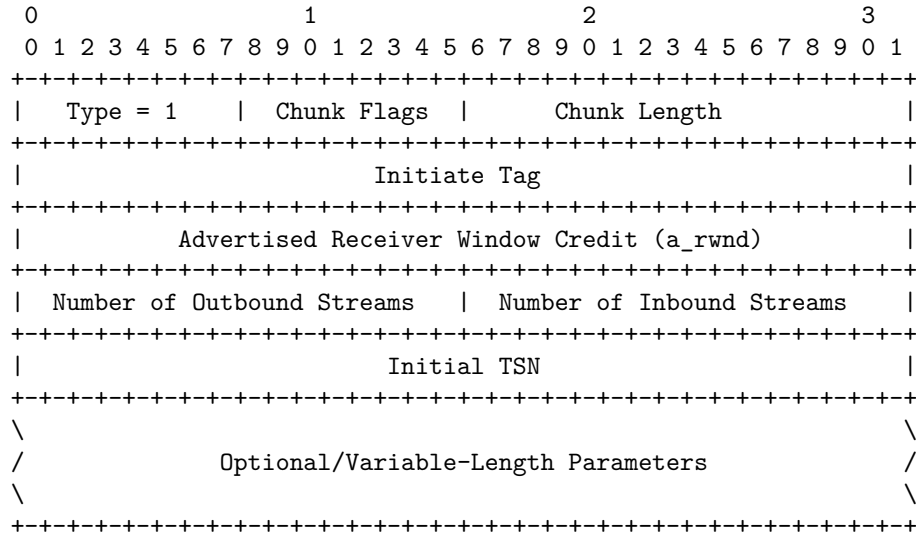 0                   1                   2                   3
 0 1 2 3 4 5 6 7 8 9 0 1 2 3 4 5 6 7 8 9 0 1 2 3 4 5 6 7 8 9 0 1
+-+-+-+-+-+-+-+-+-+-+-+-+-+-+-+-+-+-+-+-+-+-+-+-+-+-+-+-+-+-+-+-+
|   Type = 1    |  Chunk Flags  |      Chunk Length             |
+-+-+-+-+-+-+-+-+-+-+-+-+-+-+-+-+-+-+-+-+-+-+-+-+-+-+-+-+-+-+-+-+
|                         Initiate Tag                          |
+-+-+-+-+-+-+-+-+-+-+-+-+-+-+-+-+-+-+-+-+-+-+-+-+-+-+-+-+-+-+-+-+
|           Advertised Receiver Window Credit (a_rwnd)          |
+-+-+-+-+-+-+-+-+-+-+-+-+-+-+-+-+-+-+-+-+-+-+-+-+-+-+-+-+-+-+-+-+
|  Number of Outbound Streams   |  Number of Inbound Streams    |
+-+-+-+-+-+-+-+-+-+-+-+-+-+-+-+-+-+-+-+-+-+-+-+-+-+-+-+-+-+-+-+-+
|                          Initial TSN                          |
+-+-+-+-+-+-+-+-+-+-+-+-+-+-+-+-+-+-+-+-+-+-+-+-+-+-+-+-+-+-+-+-+
\                                                               \
/              Optional/Variable-Length Parameters              /
\                                                               \
+-+-+-+-+-+-+-+-+-+-+-+-+-+-+-+-+-+-+-+-+-+-+-+-+-+-+-+-+-+-+-+-+